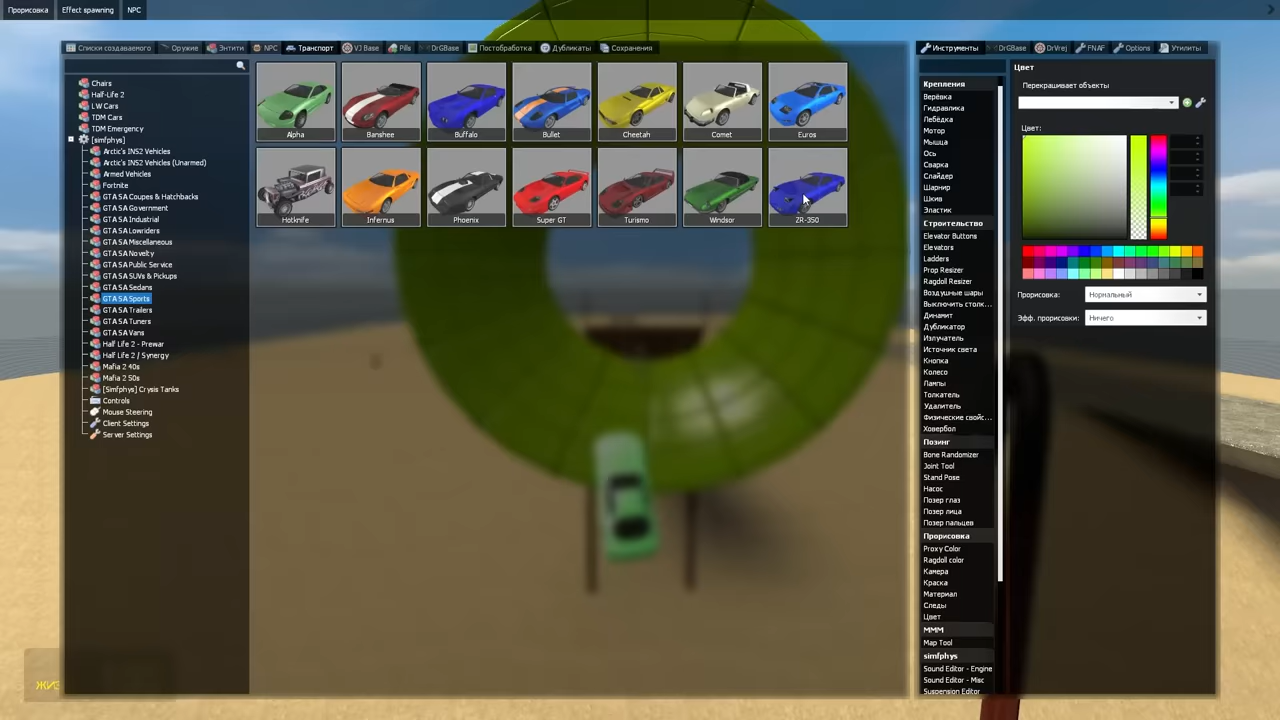 Прорисовка Effect spawning NPC
Списки создаваемого Оружие Энтити NPC Транспорт VJ Base Pills DrGBase Постобработка Дубликаты Сохранения
Chairs
Half-Life 2
LW Cars
TDM Cars
TDM Emergency
[simfphys]
Arctic's INS2 Vehicles
Arctic's INS2 Vehicles (Unarmed)
Armed Vehicles
Fortnite
GTA SA Coupes & Hatchbacks
GTA SA Government
GTA SA Industrial
GTA SA Lowriders
GTA SA Miscellaneous
GTA SA Novelty
GTA SA Public Service
GTA SA SUVs & Pickups
GTA SA Sedans
GTA SA Sports
GTA SA Trailers
GTA SA Tuners
GTA SA Vans
Half Life 2 - Prewar
Half Life 2 / Synergy
Mafia 2 40s
Mafia 2 50s
[Simfphys] Crysis Tanks
Controls
Mouse Steering
Client Settings
Server Settings
Alpha Banshee Buffalo Bullet Cheetah Comet Euros
Hotknife Infernus Phoenix Super GT Turismo Windsor ZR-350
Инструменты DrGBase DrVrej FNAF Options Утилиты
Крепления
Верёвка
Гидравлика
Лебёдка
Мотор
Мышца
Ось
Сварка
Слайдер
Шарнир
Шкив
Эластик
Строительство
Elevator Buttons
Elevators
Ladders
Prop Resizer
Ragdoll Resizer
Воздушные шары
Выключить столк...
Динамит
Дубликатор
Излучатель
Источник света
Кнопка
Колесо
Лампы
Толкатель
Удалитель
Физические свойс...
Ховербол
Позинг
Bone Randomizer
Joint Tool
Stand Pose
Насос
Позер глаз
Позер лица
Позер пальцев
Прорисовка
Proxy Color
Ragdoll color
Камера
Краска
Материал
Следы
Цвет
МММ
Map Tool
simfphys
Sound Editor - Engine
Sound Editor - Misc
Suspension Editor
Цвет
Перекрашивает объекты
Цвет:
Прорисовка: Нормальный
Эфф. прорисовки: Ничего